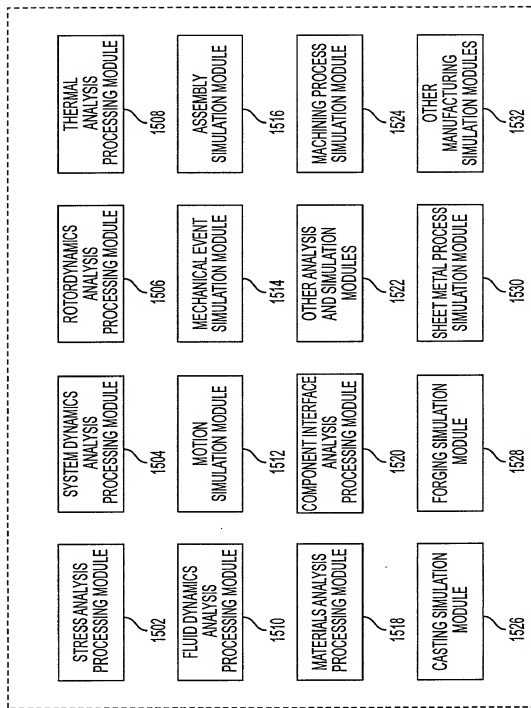 STRESS ANALYSIS
PROCESSING MODULE
1502
SYSTEM DYNAMICS
ANALYSIS
PROCESSING MODULE
1504
ROTORDYNAMICS
ANALYSIS
PROCESSING MODULE
1506
THERMAL
ANALYSIS
PROCESSING MODULE
1508
FLUID DYNAMICS
ANALYSIS
PROCESSING MODULE
1510
MOTION
SIMULATION MODULE
1512
MECHANICAL EVENT
SIMULATION MODULE
1514
ASSEMBLY
SIMULATION MODULE
1516
MATERIALS ANALYSIS
PROCESSING MODULE
1518
COMPONENT INTERFACE
ANALYSIS
PROCESSING MODULE
1520
OTHER ANALYSIS
AND SIMULATION
MODULES
1522
MACHINING PROCESS
SIMULATION MODULE
1524
CASTING SIMULATION
MODULE
1526
FORGING SIMULATION
MODULE
1528
SHEET METAL PROCESS
SIMULATION MODULE
1530
OTHER
MANUFACTURING
SIMULATION MODULES
1532